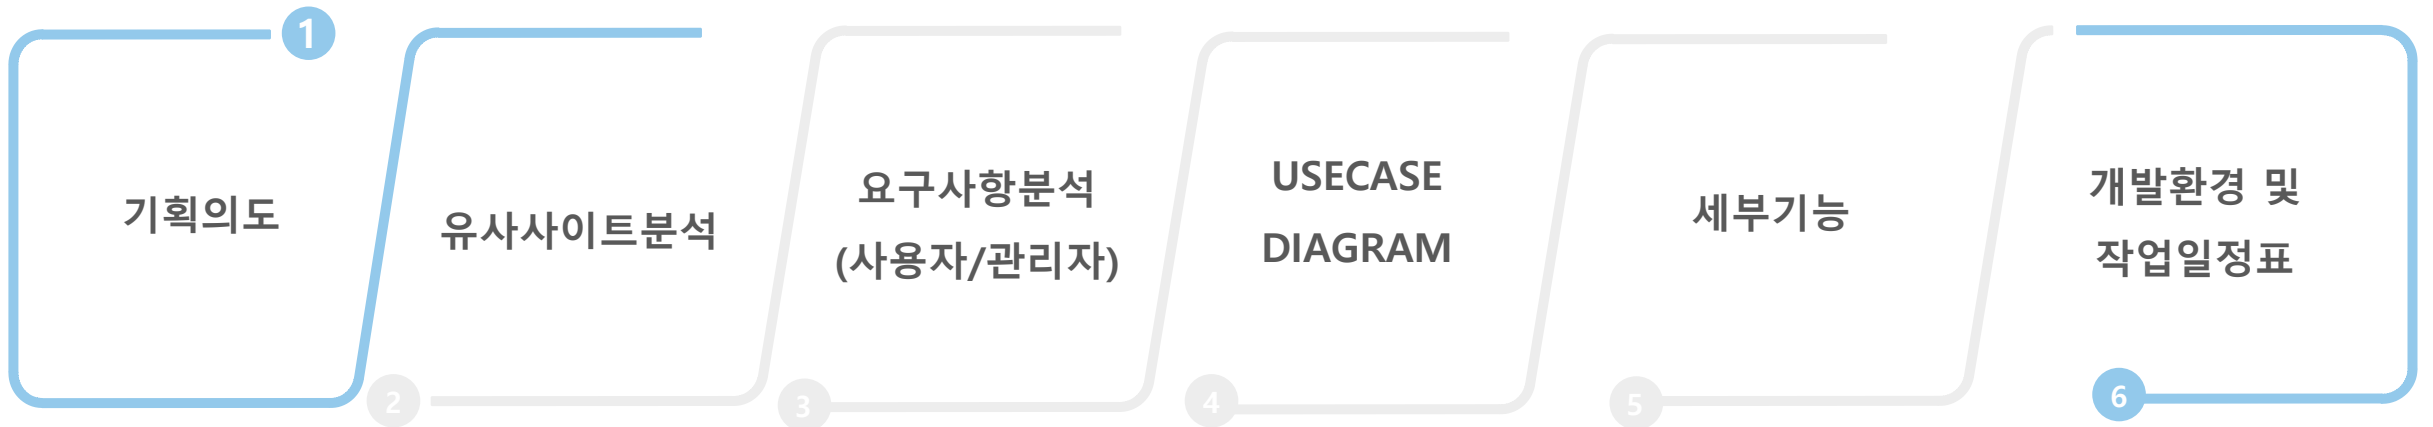 1
기획의도
2
유사사이트분석
3
요구사항분석
(사용자/관리자)
4
USECASE
DIAGRAM
5
세부기능
6
개발환경 및
작업일정표